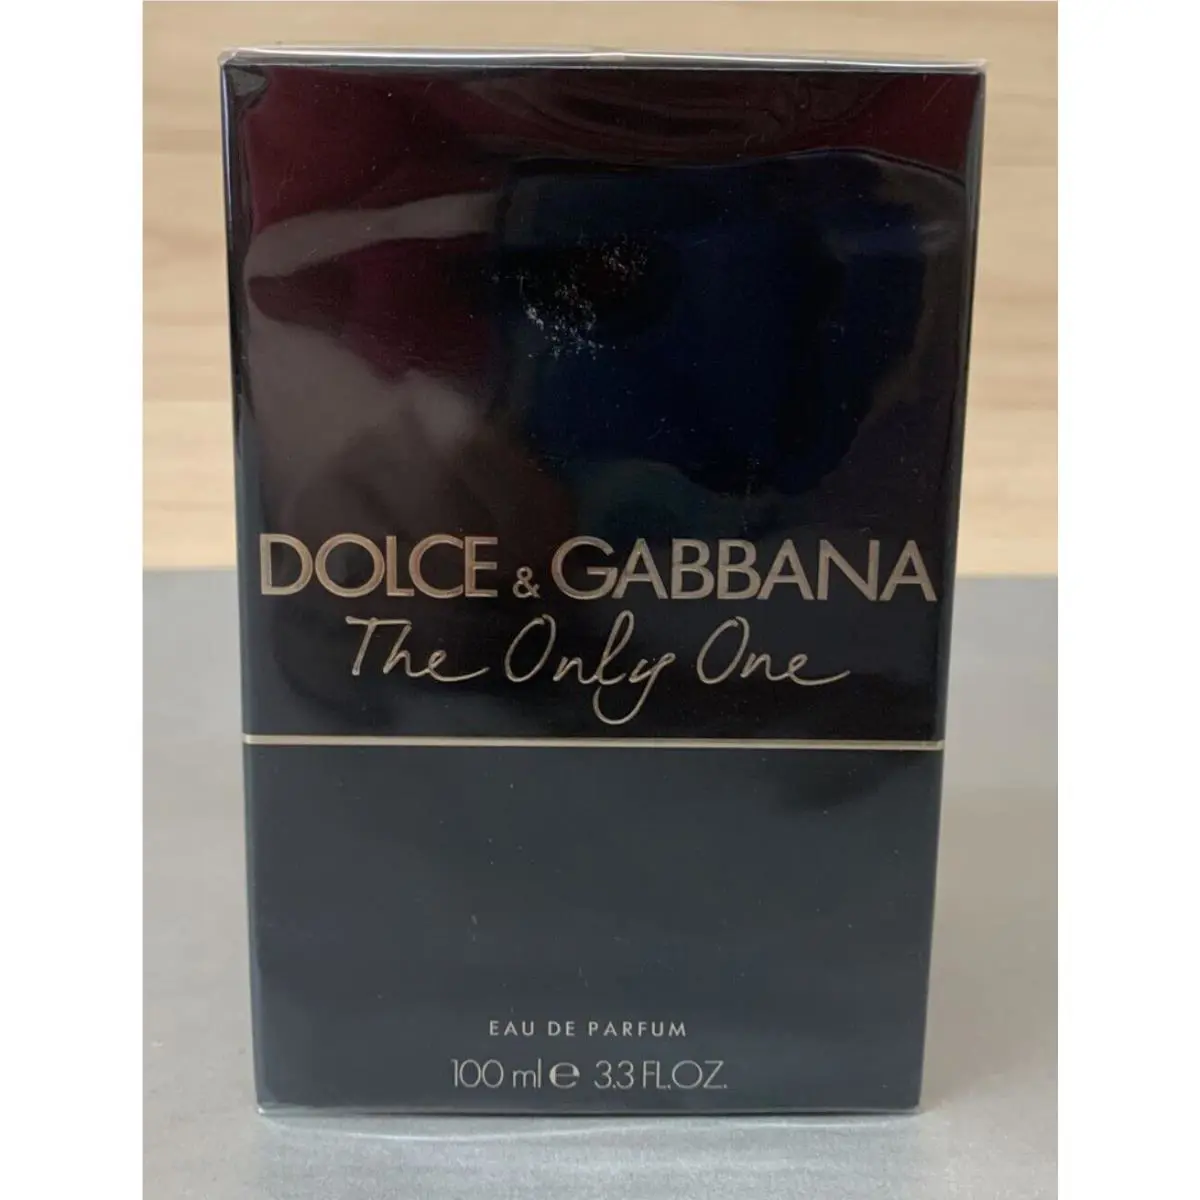 DOLCE & GABBANA
The Only One
EAU DE PARFUM
100 ml ℮ 3.3 FL.OZ.